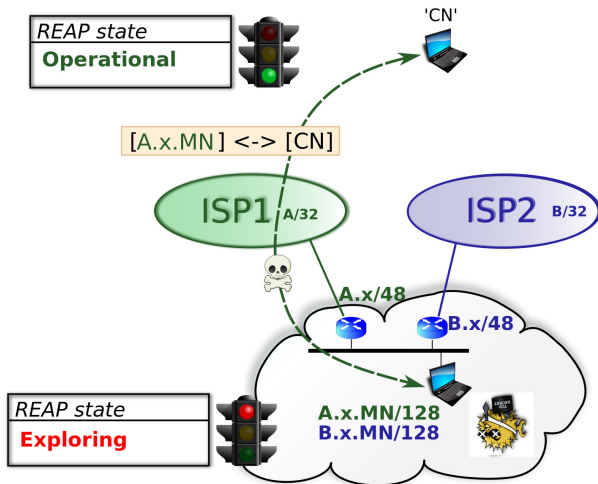 'CN'
REAP state
Operational
[A.x.MN] <-> [CN]
ISP1 A/32
ISP2 B/32
A.x/48
B.x/48
REAP state
Exploring
A.x.MN/128
B.x.MN/128